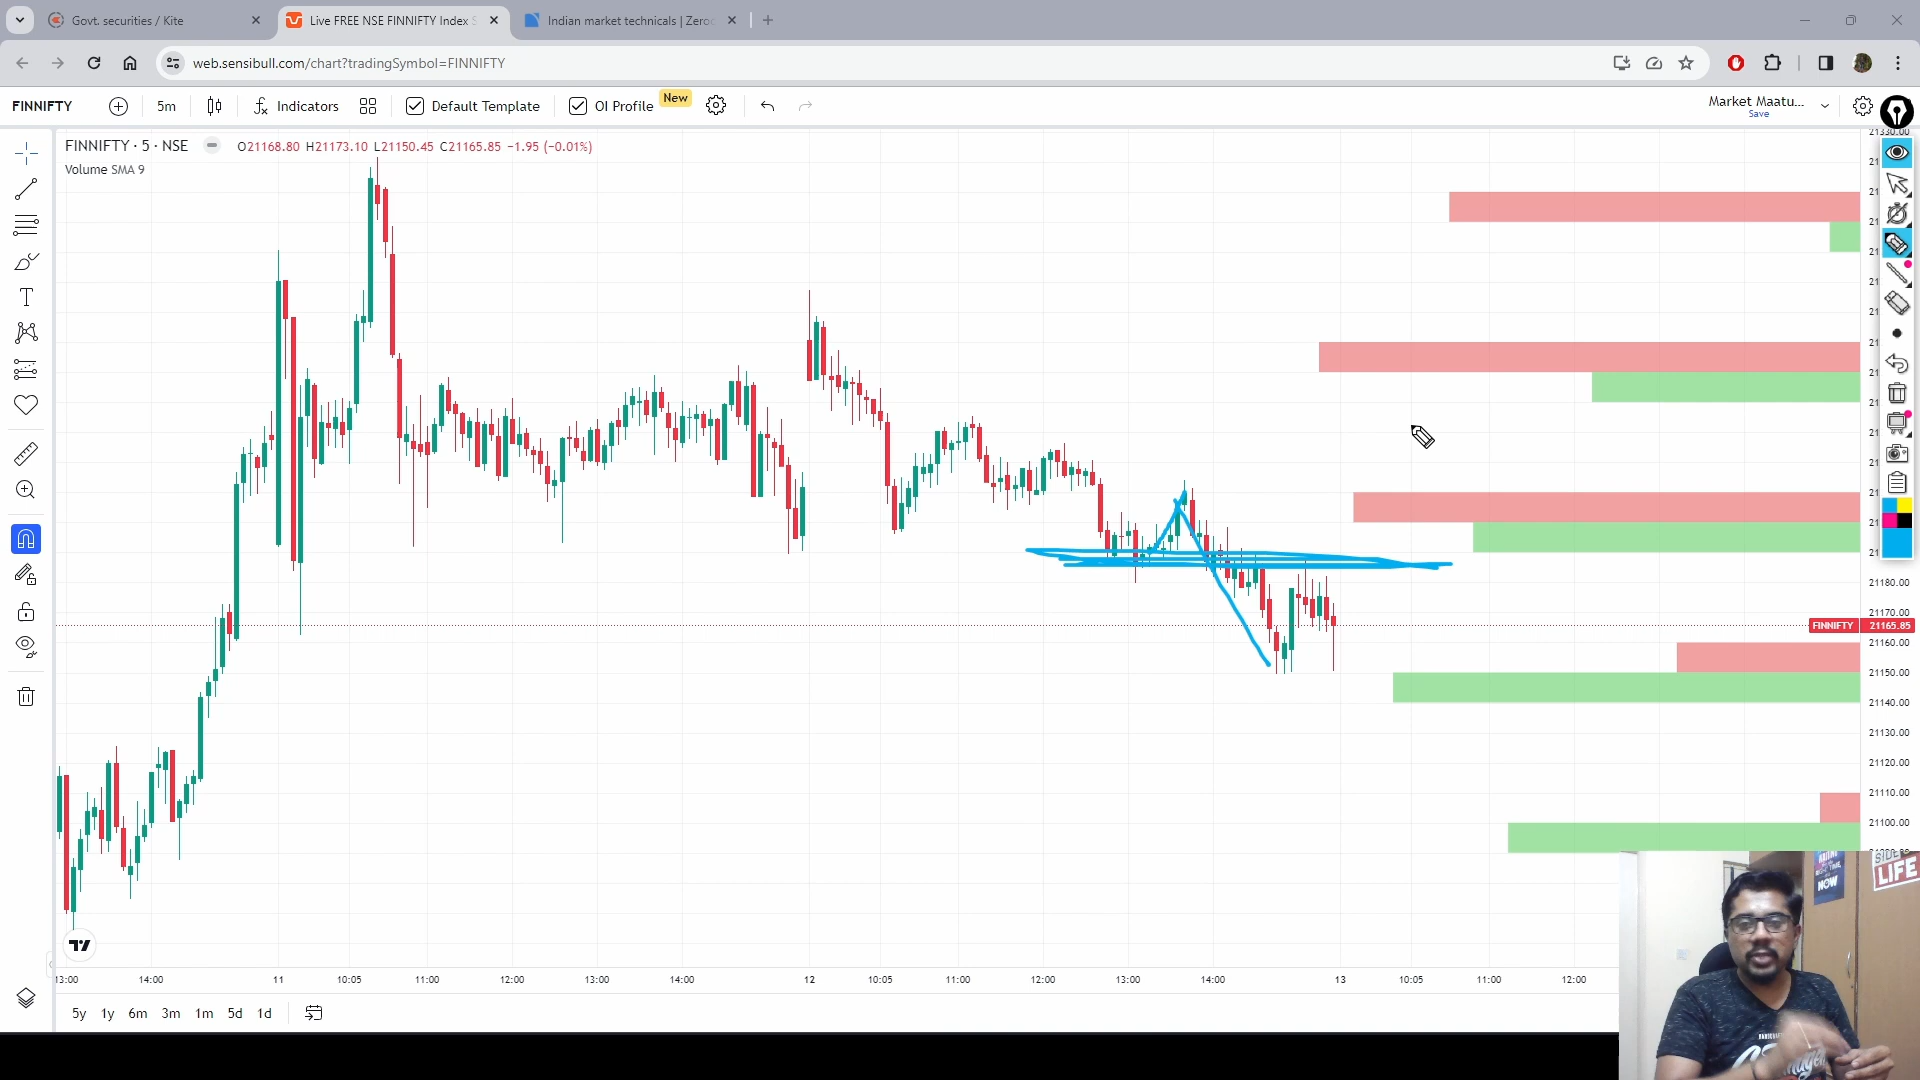 Govt. securities / Kite
Live FREE NSE FINNIFTY Index S
Indian market technicals | Zeroc
web.sensibull.com/chart?tradingSymbol=FINNIFTY
FINNIFTY
5m
Indicators
Default Template
OI Profile
New
Market Maatu...
Save
FINNIFTY · 5 · NSE
O21168.80 H21173.10 L21150.45 C21165.85 −1.95 (−0.01%)
Volume SMA 9
21330.00
21180.00
21170.00
FINNIFTY 21165.85
21160.00
21150.00
21140.00
21130.00
21120.00
21110.00
21100.00
13:00 14:00 11 10:05 11:00 12:00 13:00 14:00 12 10:05 11:00 12:00 13:00 14:00 13 10:05 11:00 12:00
5y 1y 6m 3m 1m 5d 1d
NOW
LIFE